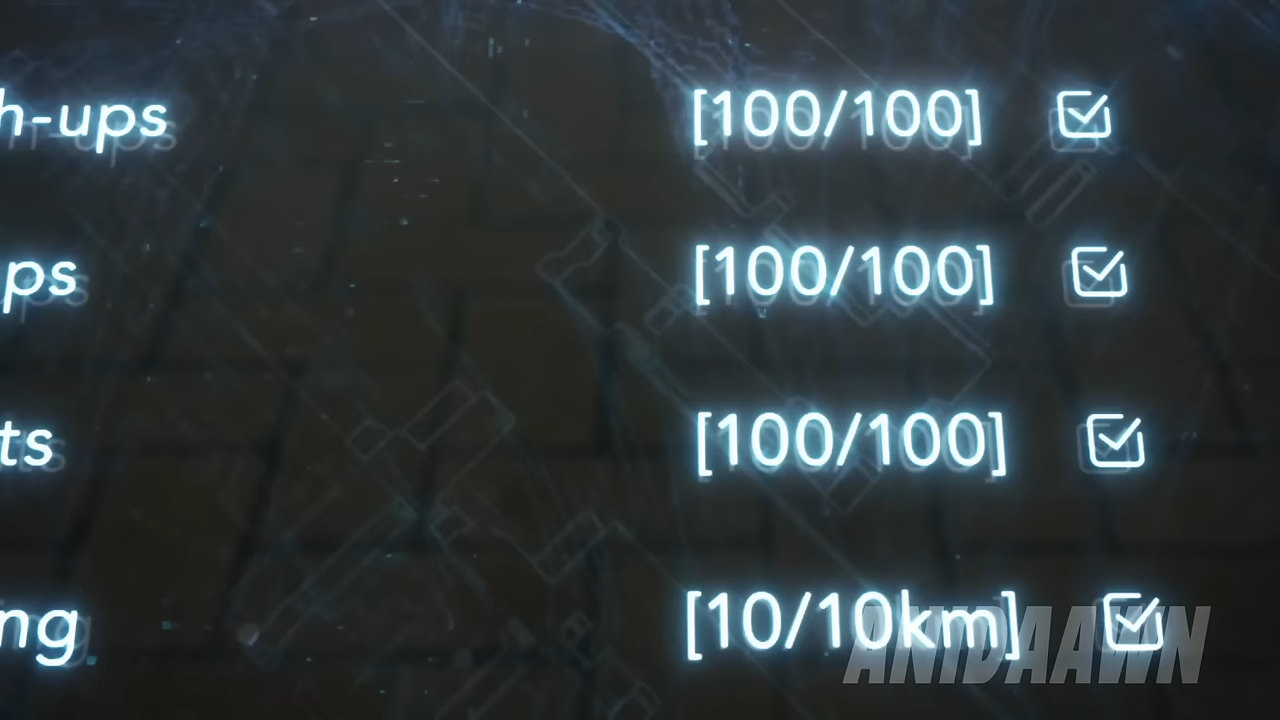 h-ups [100/100]
ps [100/100]
ts [100/100]
ng [10/10km]
ANIDAAWN